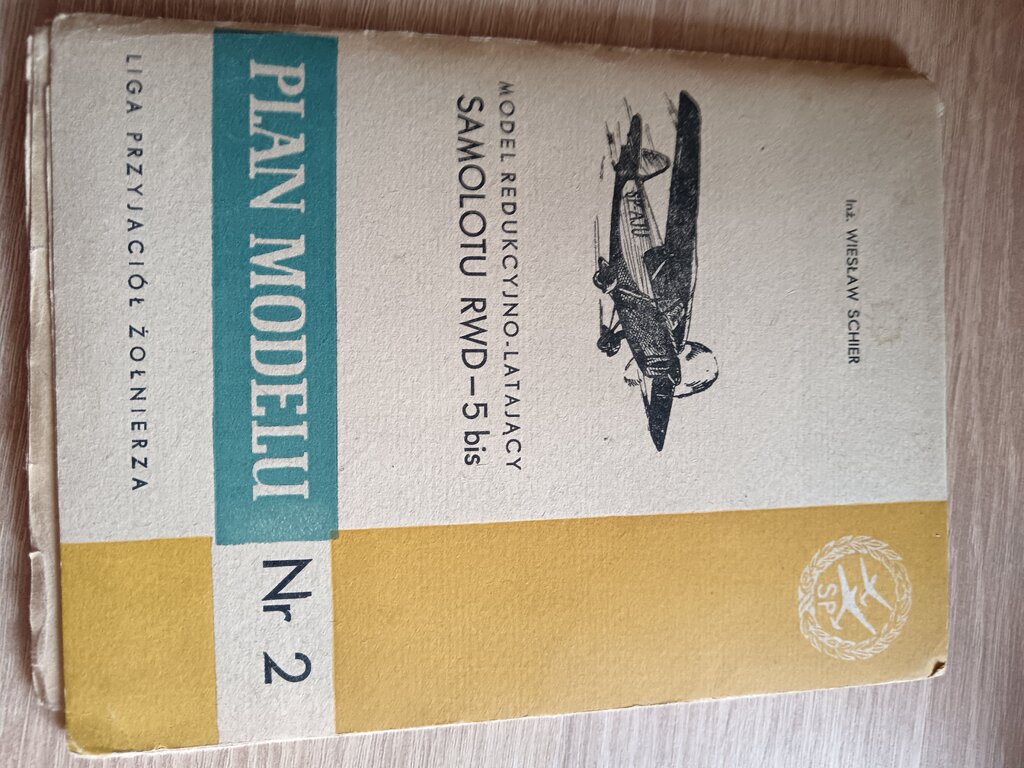 Inż. WIESŁAW SCHIER
SP
SP-AJU
MODEL REDUKCYJNO-LATAJĄCY
SAMOLOTU RWD-5 bis
PLAN MODELU Nr 2
LIGA PRZYJACIÓŁ ŻOŁNIERZA